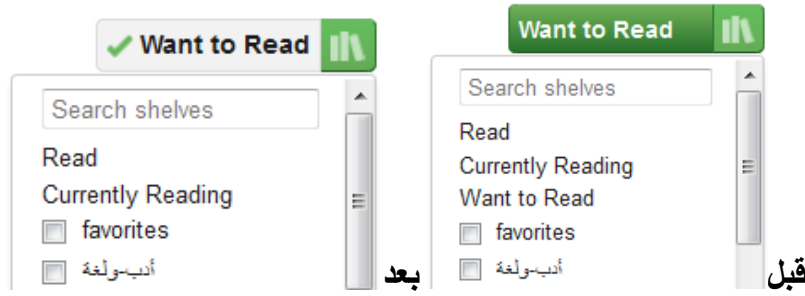 Want to Read
Search shelves
Read
Currently Reading
favorites
أدب-ولغة
بعد
Want to Read
Search shelves
Read
Currently Reading
Want to Read
favorites
أدب-ولغة
قبل